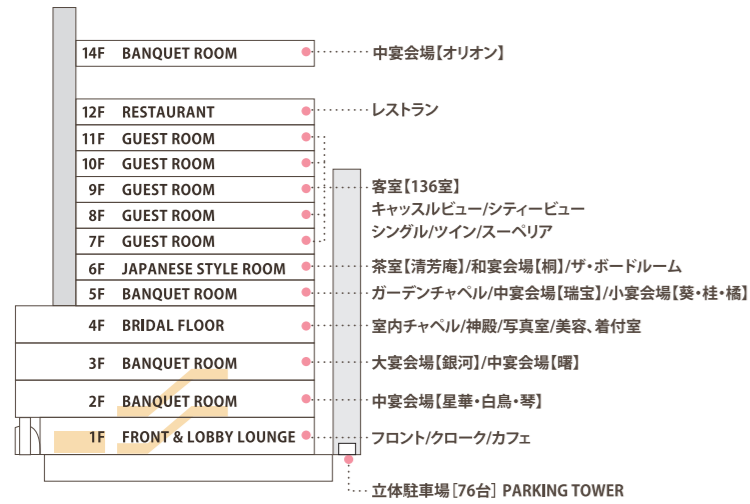 14F BANQUET ROOM 中宴会場【オリオン】
12F RESTAURANT レストラン
11F GUEST ROOM
10F GUEST ROOM
9F GUEST ROOM 客室【136室】
8F GUEST ROOM キャッスルビュー/シティービュー
7F GUEST ROOM シングル/ツイン/スーペリア
6F JAPANESE STYLE ROOM 茶室【清芳庵】/和宴会場【桐】/ザ・ボードルーム
5F BANQUET ROOM ガーデンチャペル/中宴会場【瑞宝】/小宴会場【葵・桂・橘】
4F BRIDAL FLOOR 室内チャペル/神殿/写真室/美容、着付室
3F BANQUET ROOM 大宴会場【銀河】/中宴会場【曙】
2F BANQUET ROOM 中宴会場【星華・白鳥・琴】
1F FRONT & LOBBY LOUNGE フロント/クローク/カフェ
立体駐車場[76台] PARKING TOWER